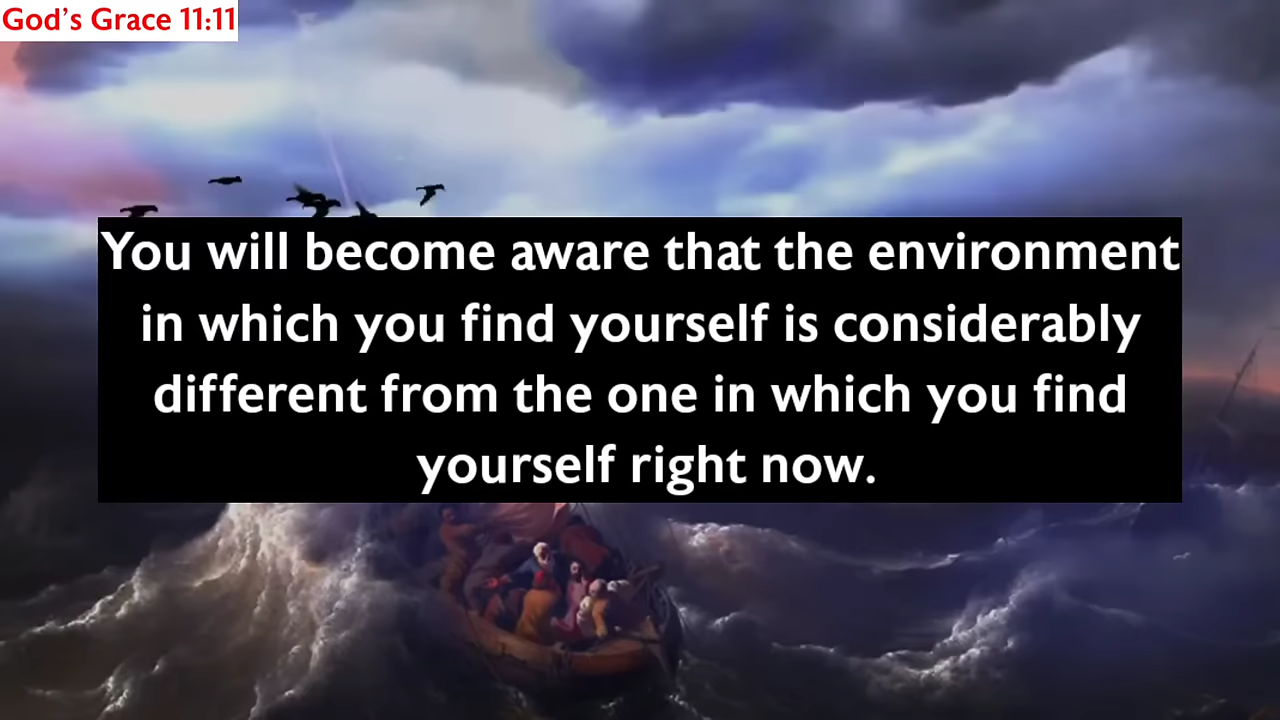 God's Grace 11:11
You will become aware that the environment
in which you find yourself is considerably
different from the one in which you find
yourself right now.